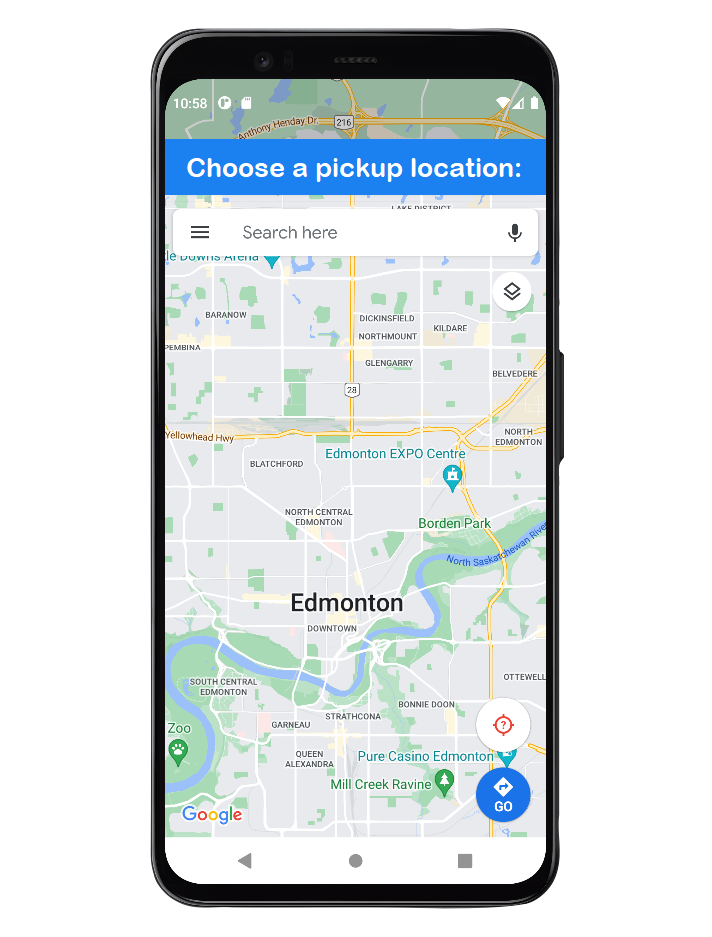 10:58
Anthony Henday Dr.
216
Choose a pickup location:
LAKE DISTRICT
Search here
le Downs Arena
BARANOW
DICKINSFIELD
KILDARE
NORTHMOUNT
PEMBINA
GLENGARRY
BELVEDERE
28
Yellowhead Hwy
NORTH
EDMONTON
Edmonton EXPO Centre
BLATCHFORD
NORTH CENTRAL
EDMONTON
Borden Park
North Saskatchewan River
Edmonton
DOWNTOWN
OTTEWELL
SOUTH CENTRAL
EDMONTON
BONNIE DOON
STRATHCONA
GARNEAU
?
Zoo
QUEEN
ALEXANDRA
Pure Casino Edmonton
Mill Creek Ravine
GO
Google